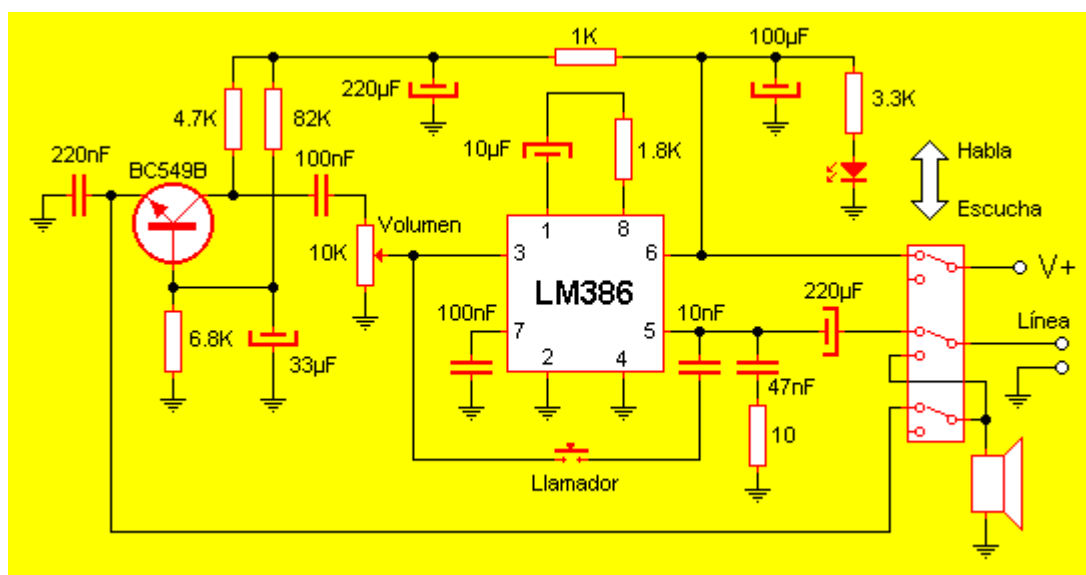 1K
100µF
220µF
3.3K
4.7K
82K
10µF
1.8K
220nF
BC549B
100nF
Habla
Escucha
Volumen
10K
1
8
3
6
LM386
V+
220µF
100nF
10nF
7
5
Línea
6.8K
33µF
2
4
47nF
10
Llamador